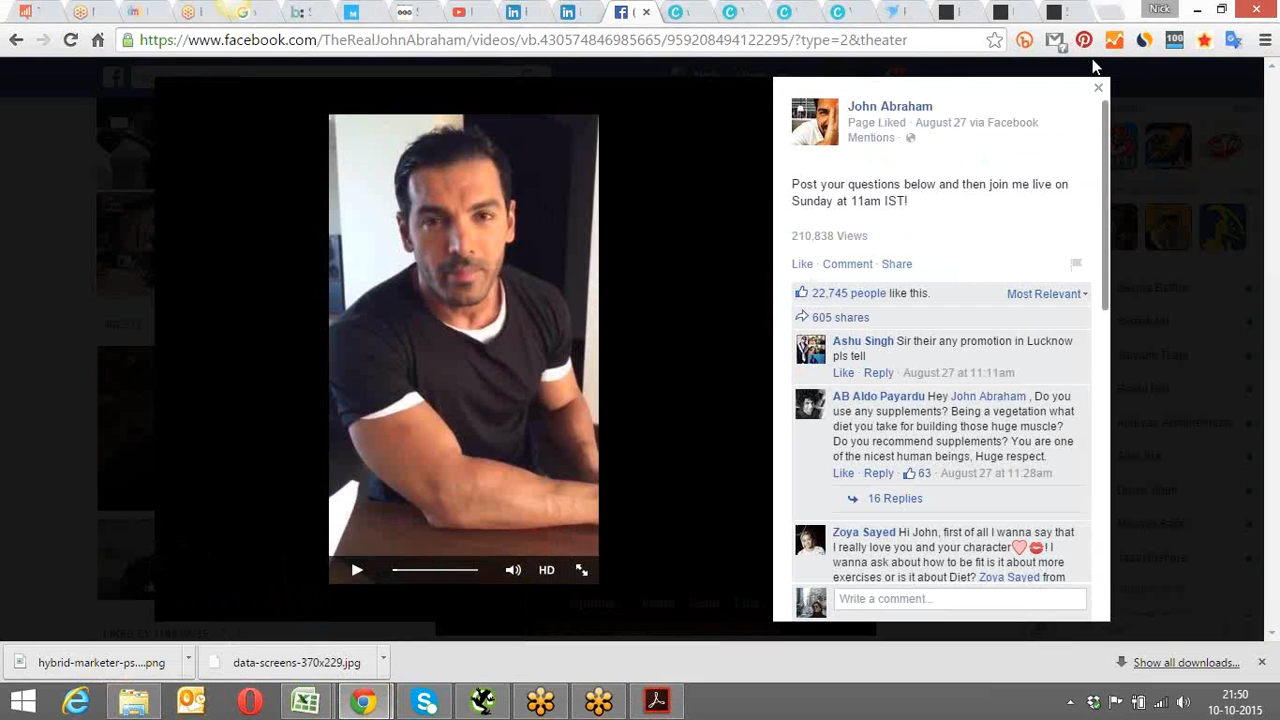 Nick
https://www.facebook.com/TheRealJohnAbraham/videos/vb.430574846985665/959208494122295/?type=2&theater
John Abraham
Page Liked · August 27 via Facebook
Mentions ·
Post your questions below and then join me live on
Sunday at 11am IST!
210,838 Views
Like · Comment · Share
22,745 people like this.
Most Relevant
605 shares
Ashu Singh Sir their any promotion in Lucknow
pls tell
Like · Reply · August 27 at 11:11am
AB Aldo Payardu Hey John Abraham , Do you
use any supplements? Being a vegetation what
diet you take for building those huge muscle?
Do you recommend supplements? You are one
of the nicest human beings, Huge respect.
Like · Reply · 63 · August 27 at 11:28am
16 Replies
Zoya Sayed Hi John, first of all I wanna say that
I really love you and your character ! I
wanna ask about how to be fit is it about more
exercises or is it about Diet? Zoya Sayed from
Write a comment...
HD
hybrid-marketer-ps....png
data-screens-370x229.jpg
Show all downloads...
21:50
10-10-2015